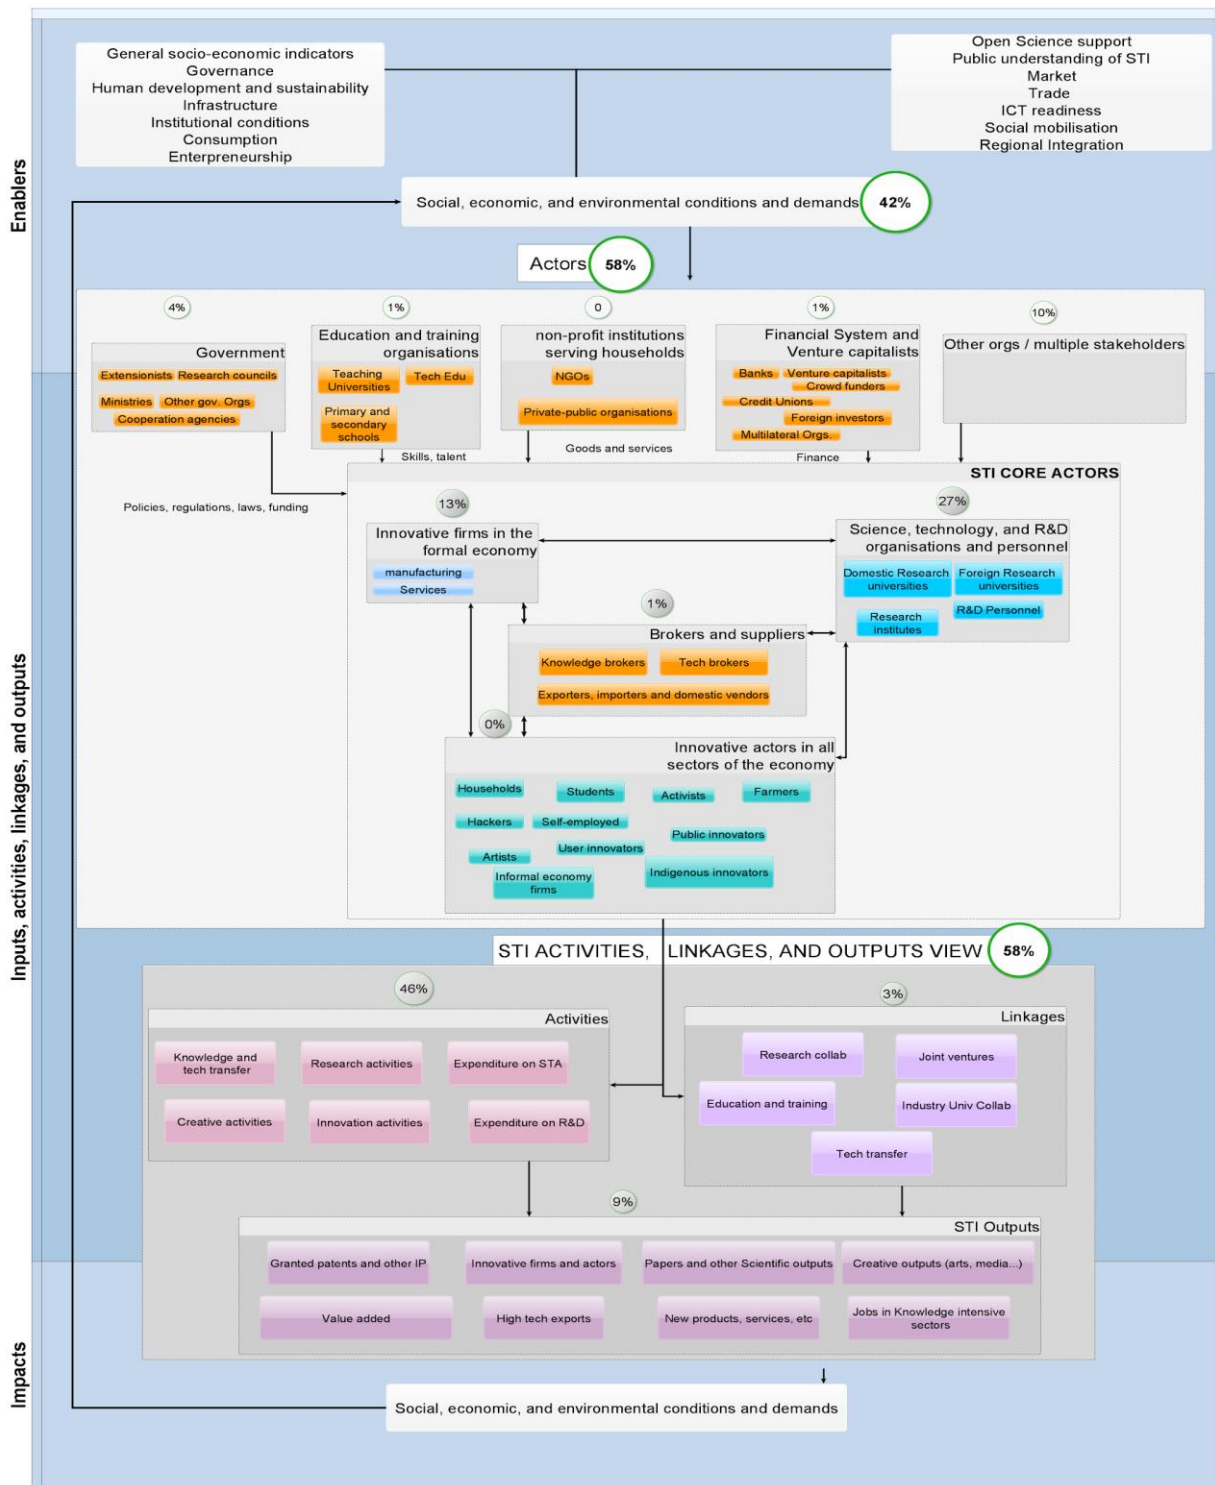 General socio-economic indicators
Governance
Human development and sustainability
Infrastructure
Institutional conditions
Consumption
Enterpreneurship
Open Science support
Public understanding of STI
Market
Trade
ICT readiness
Social mobilisation
Regional Integration
Enablers
Social, economic, and environmental conditions and demands
42%
Actors
58%
4%
Government
Extensionists
Research councils
Ministries
Other gov. Orgs
Cooperation agencies
1%
Education and training
organisations
Teaching
Universities
Tech Edu
Primary and
secondary
schools
0
non-profit institutions
serving households
NGOs
Private-public organisations
1%
Financial System and
Venture capitalists
Banks
Venture capitalists
Crowd funders
Credit Unions
Foreign investors
Multilateral Orgs.
10%
Other orgs / multiple stakeholders
Policies, regulations, laws, funding
Skills, talent
Goods and services
Finance
Inputs, activities, linkages, and outputs
STI CORE ACTORS
13%
Innovative firms in the
formal economy
manufacturing
Services
27%
Science, technology, and R&D
organisations and personnel
Domestic Research
universities
Foreign Research
universities
Research
institutes
R&D Personnel
1%
Brokers and suppliers
Knowledge brokers
Tech brokers
Exporters, importers and domestic vendors
0%
Innovative actors in all
sectors of the economy
Households
Students
Activists
Farmers
Hackers
Self-employed
Public innovators
Artists
User innovators
Informal economy
firms
Indigenous innovators
STI ACTIVITIES, LINKAGES, AND OUTPUTS VIEW
58%
46%
Activities
Knowledge and
tech transfer
Research activities
Expenditure on STA
Creative activities
Innovation activities
Expenditure on R&D
3%
Linkages
Research collab
Joint ventures
Education and training
Industry Univ Collab
Tech transfer
9%
STI Outputs
Granted patents and other IP
Innovative firms and actors
Papers and other Scientific outputs
Creative outputs (arts, media...)
Value added
High tech exports
New products, services, etc
Jobs in Knowledge intensive
sectors
Impacts
Social, economic, and environmental conditions and demands